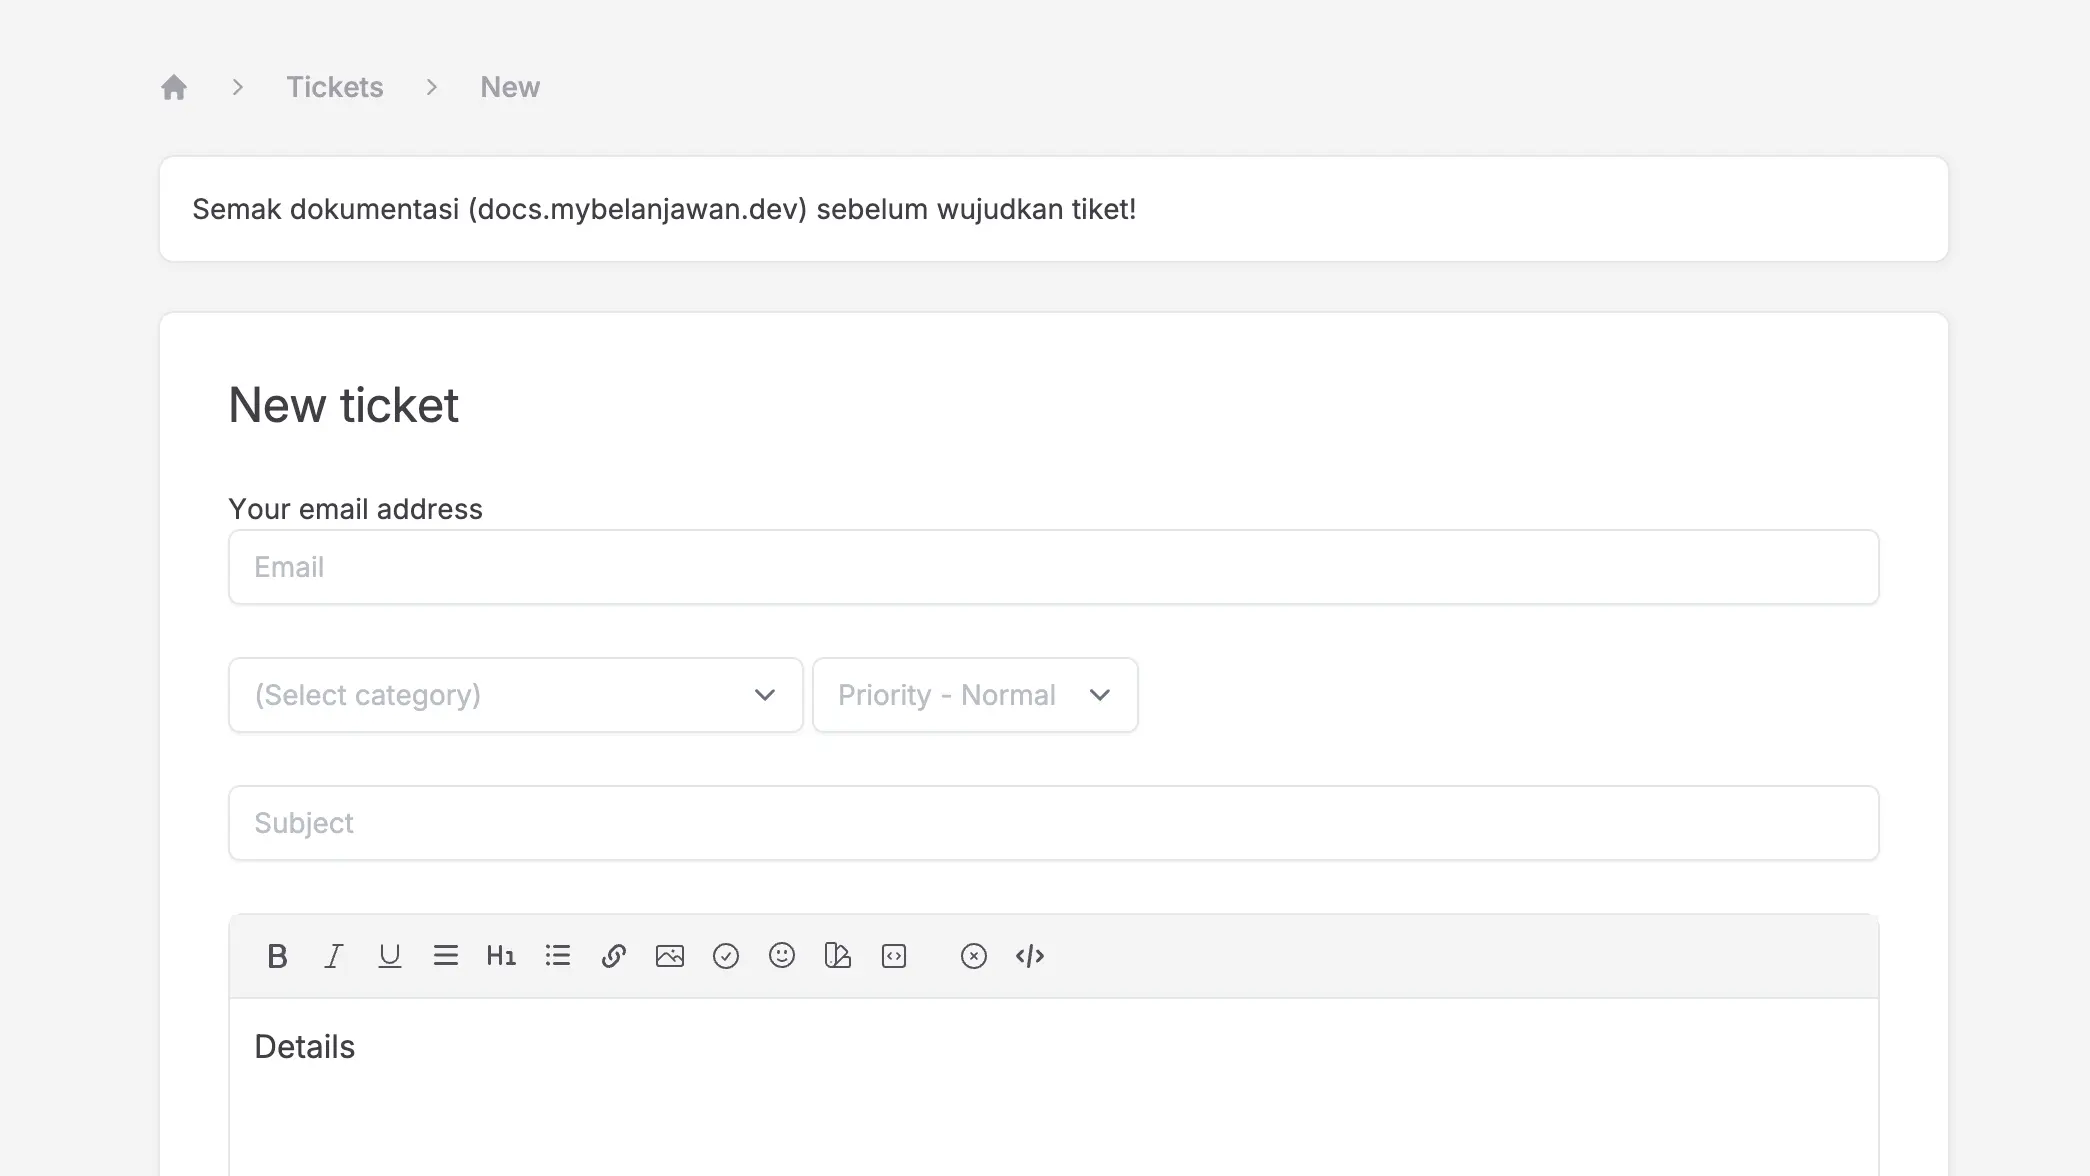 Tickets New
Semak dokumentasi (docs.mybelanjawan.dev) sebelum wujudkan tiket!
New ticket
Your email address
Email
(Select category) Priority - Normal
Subject
B I U H1
Details